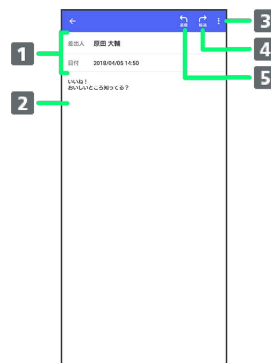 返信 転送
差出人 原田 大輔
日付 2018/04/05 14:50
いいね！
おいしいところ知ってる？
1
2
3
4
5